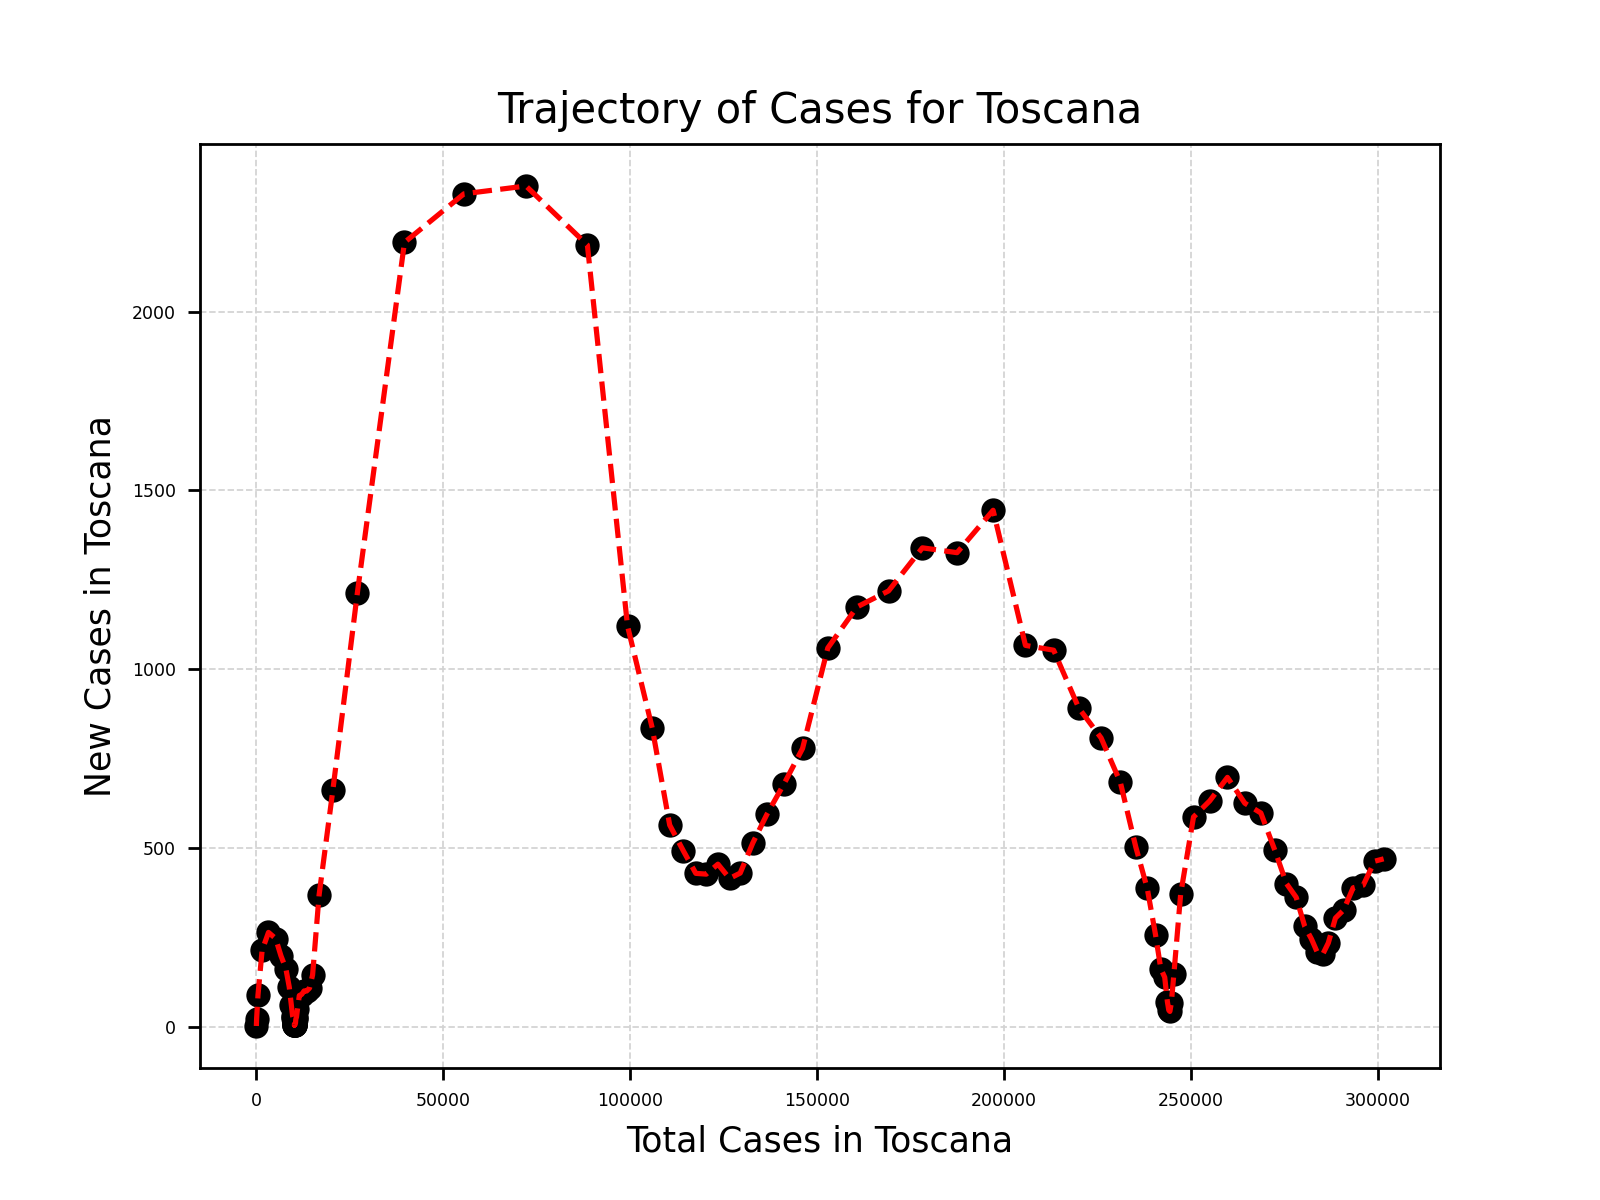 Trajectory of Cases for Toscana
New Cases in Toscana
2000
1500
1000
500
0
0 50000 100000 150000 200000 250000 300000
Total Cases in Toscana